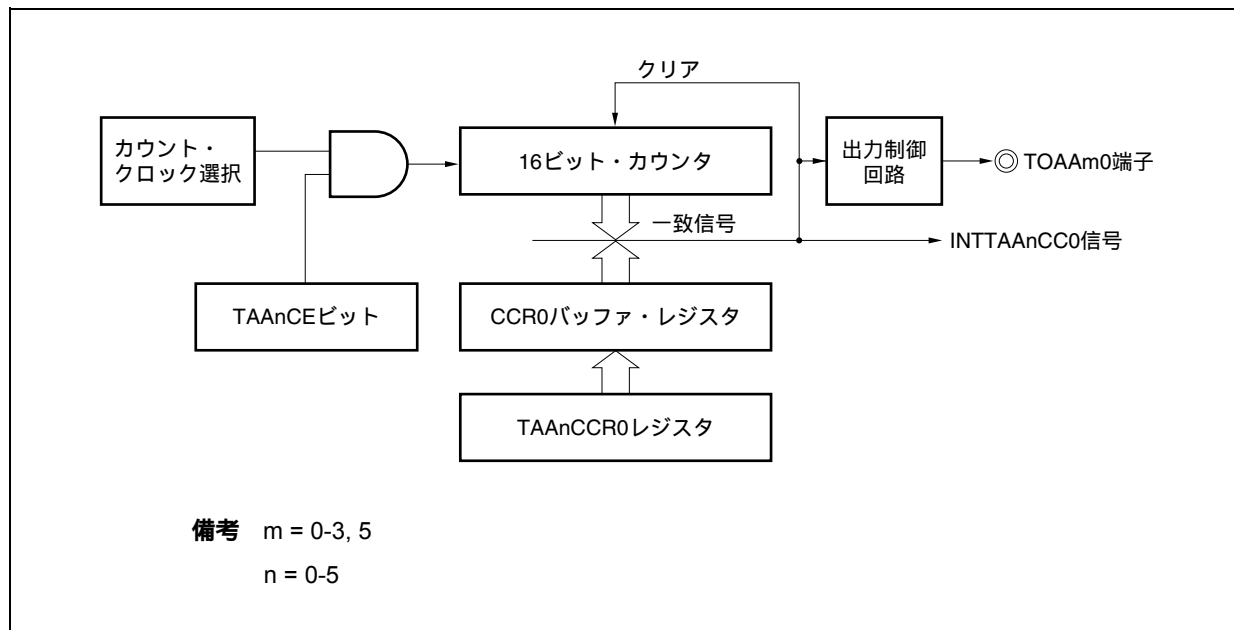 クリア
カウント・
クロック選択
16ビット・カウンタ
出力制御
回路
TOAAm0端子
一致信号
INTTAAnCC0信号
TAAnCEビット
CCR0バッファ・レジスタ
TAAnCCR0レジスタ
備考 m = 0-3, 5
n = 0-5